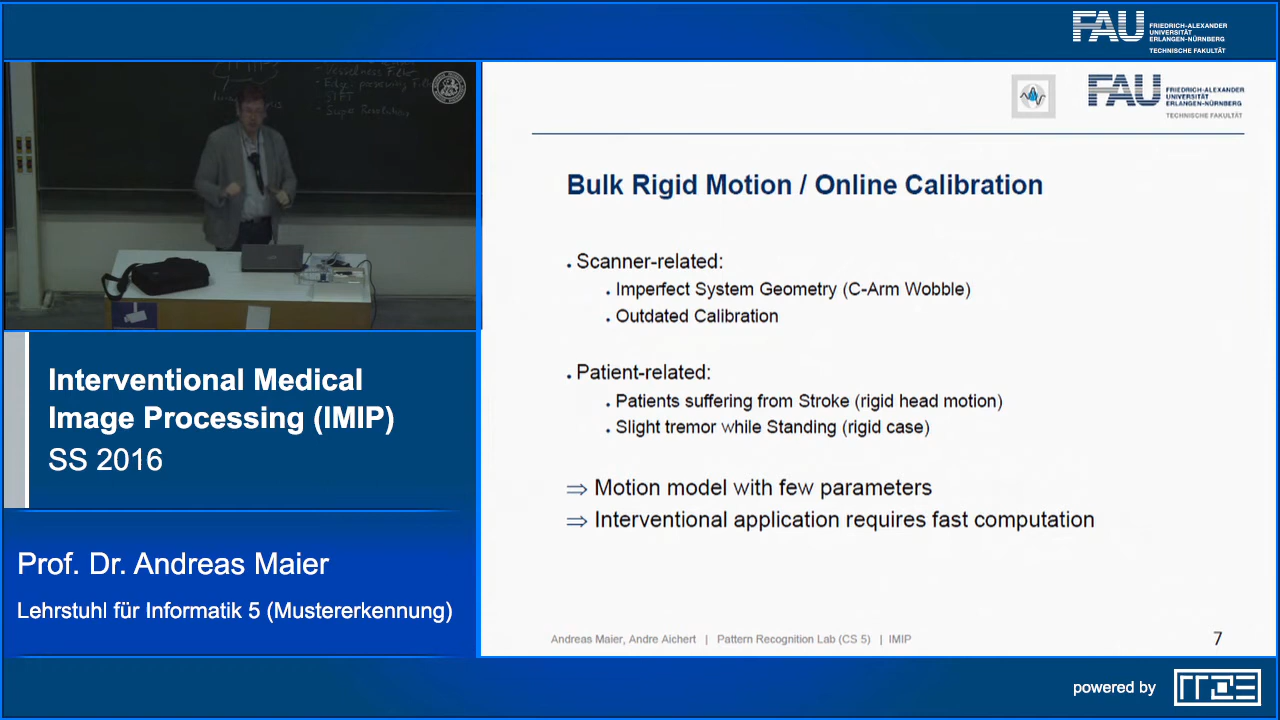 FAU
FRIEDRICH-ALEXANDER
UNIVERSITÄT
ERLANGEN-NÜRNBERG
TECHNISCHE FAKULTÄT
FAU
FRIEDRICH-ALEXANDER
UNIVERSITÄT
ERLANGEN-NÜRNBERG
TECHNISCHE FAKULTÄT
Bulk Rigid Motion / Online Calibration
. Scanner-related:
. Imperfect System Geometry (C-Arm Wobble)
. Outdated Calibration
. Patient-related:
. Patients suffering from Stroke (rigid head motion)
. Slight tremor while Standing (rigid case)
⇒ Motion model with few parameters
⇒ Interventional application requires fast computation
Andreas Maier, Andre Aichert | Pattern Recognition Lab (CS 5) | IMIP
7
Interventional Medical
Image Processing (IMIP)
SS 2016
Prof. Dr. Andreas Maier
Lehrstuhl für Informatik 5 (Mustererkennung)
powered by